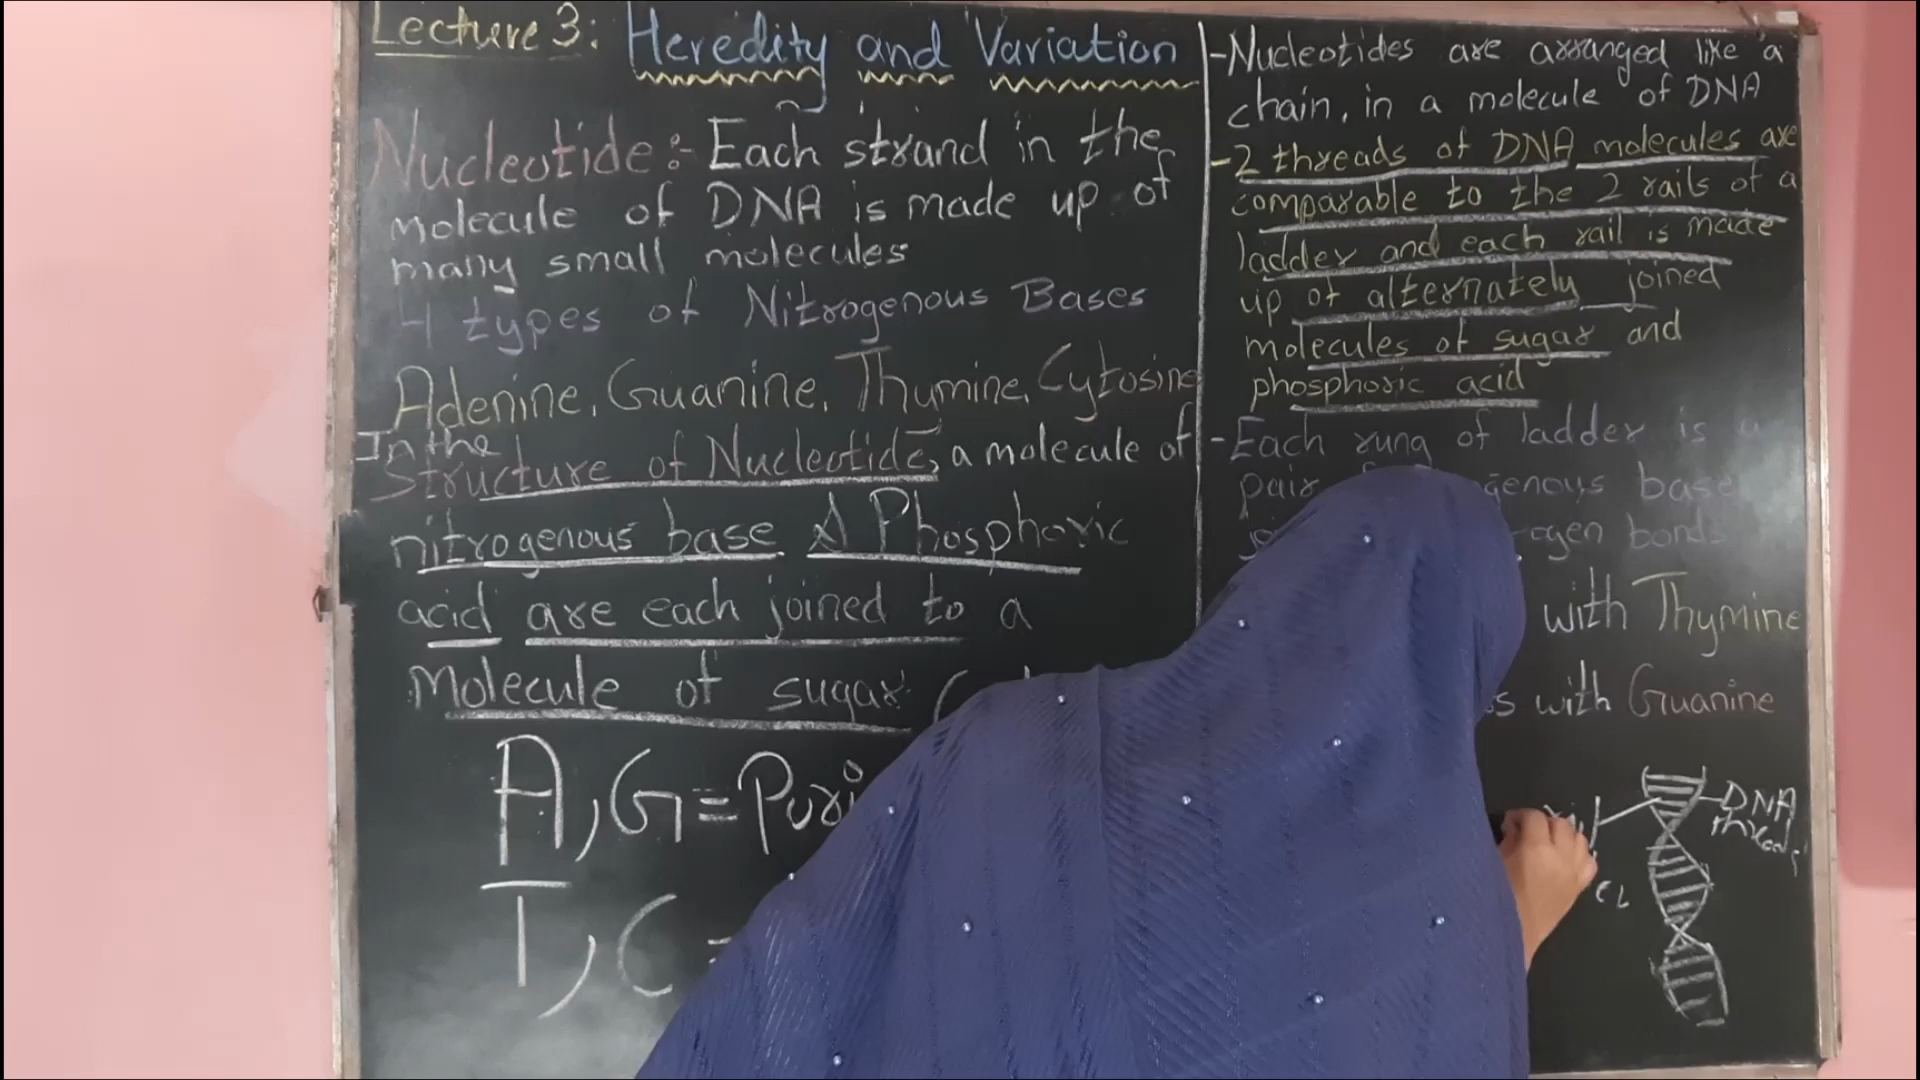 Lecture 3: Heredity and Variation
Nucleotide:- Each strand in the
molecule of DNA is made up of
many small molecules
4 types of Nitrogenous Bases
Adenine, Guanine, Thymine, Cytosine
In the
Structure of Nucleotide, a molecule of
nitrogenous base & Phosphoric
acid are each joined to a
Molecule of sugar (
A, G =
T, C =
- Nucleotides are arranged like a
chain, in a molecule of DNA
- 2 threads of DNA molecules are
comparable to the 2 rails of a
ladder and each rail is made
up of alternately joined
molecules of sugar and
phosphoric acid
- Each rung of ladder is a
pair base
bonds
with Thymine
with Guanine
DNA
threads